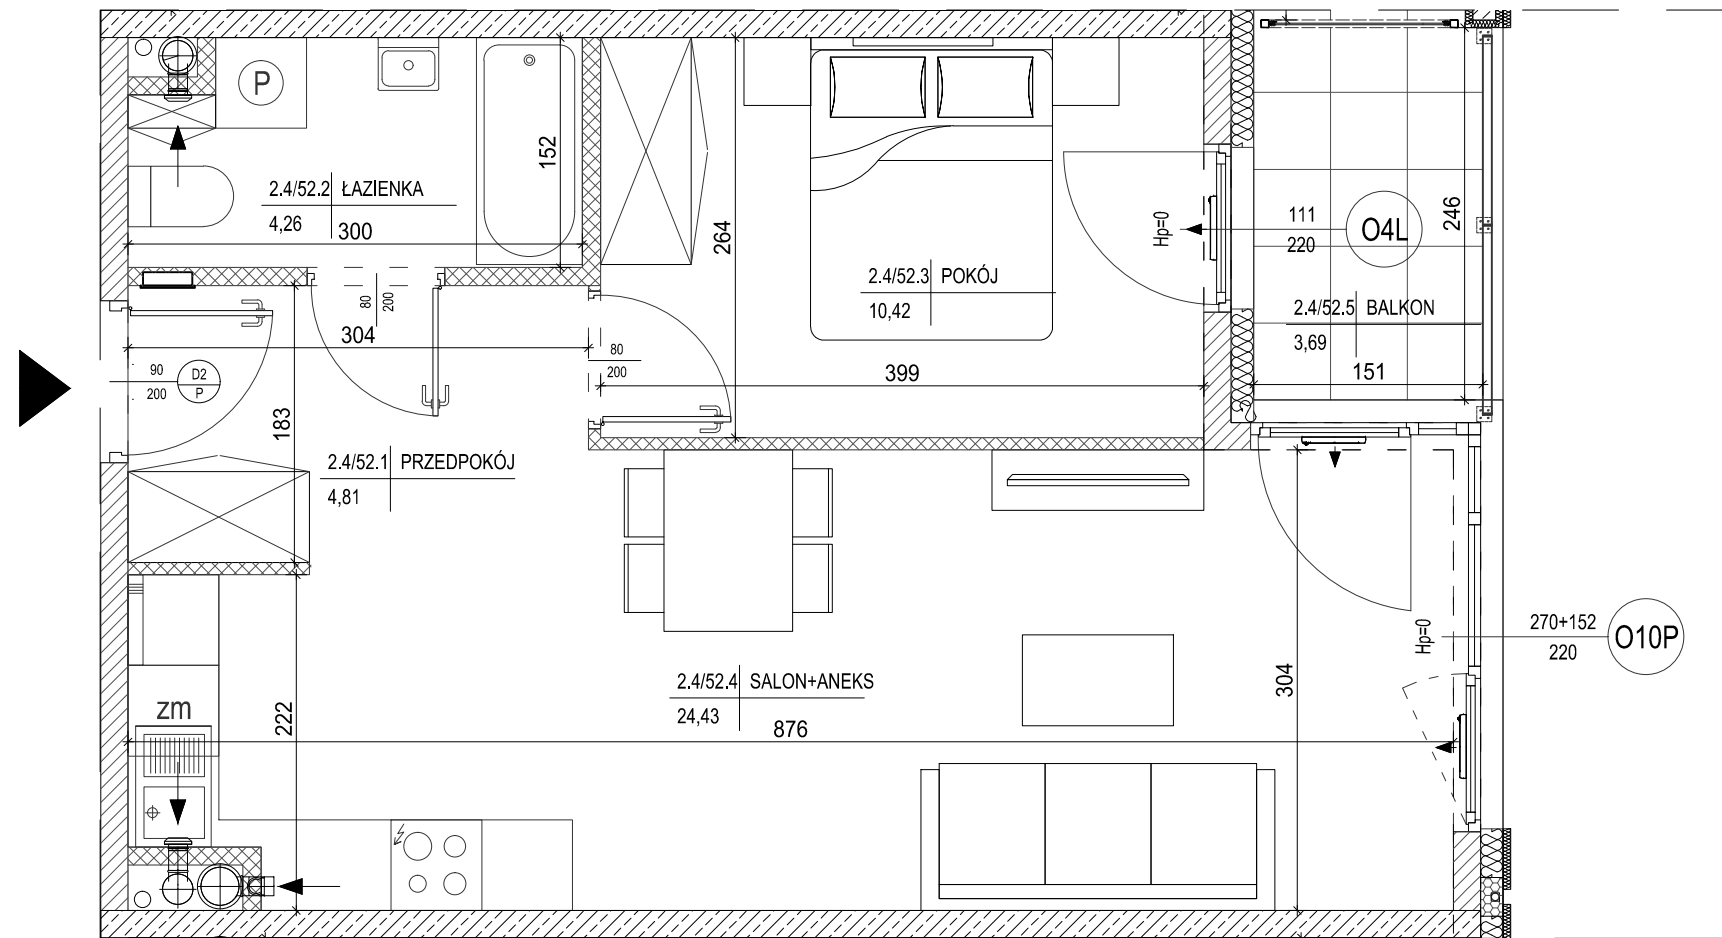 P
2.4/52.2 ŁAZIENKA
4,26
300
152
264
2.4/52.3 POKÓJ
10,42
399
Hp=0
111
220
O4L
246
2.4/52.5 BALKON
3,69
151
80
200
304
90
200
D2
P
80
200
183
2.4/52.1 PRZEDPOKÓJ
4,81
zm
222
2.4/52.4 SALON+ANEKS
24,43
876
304
Hp=0
270+152
220
O10P